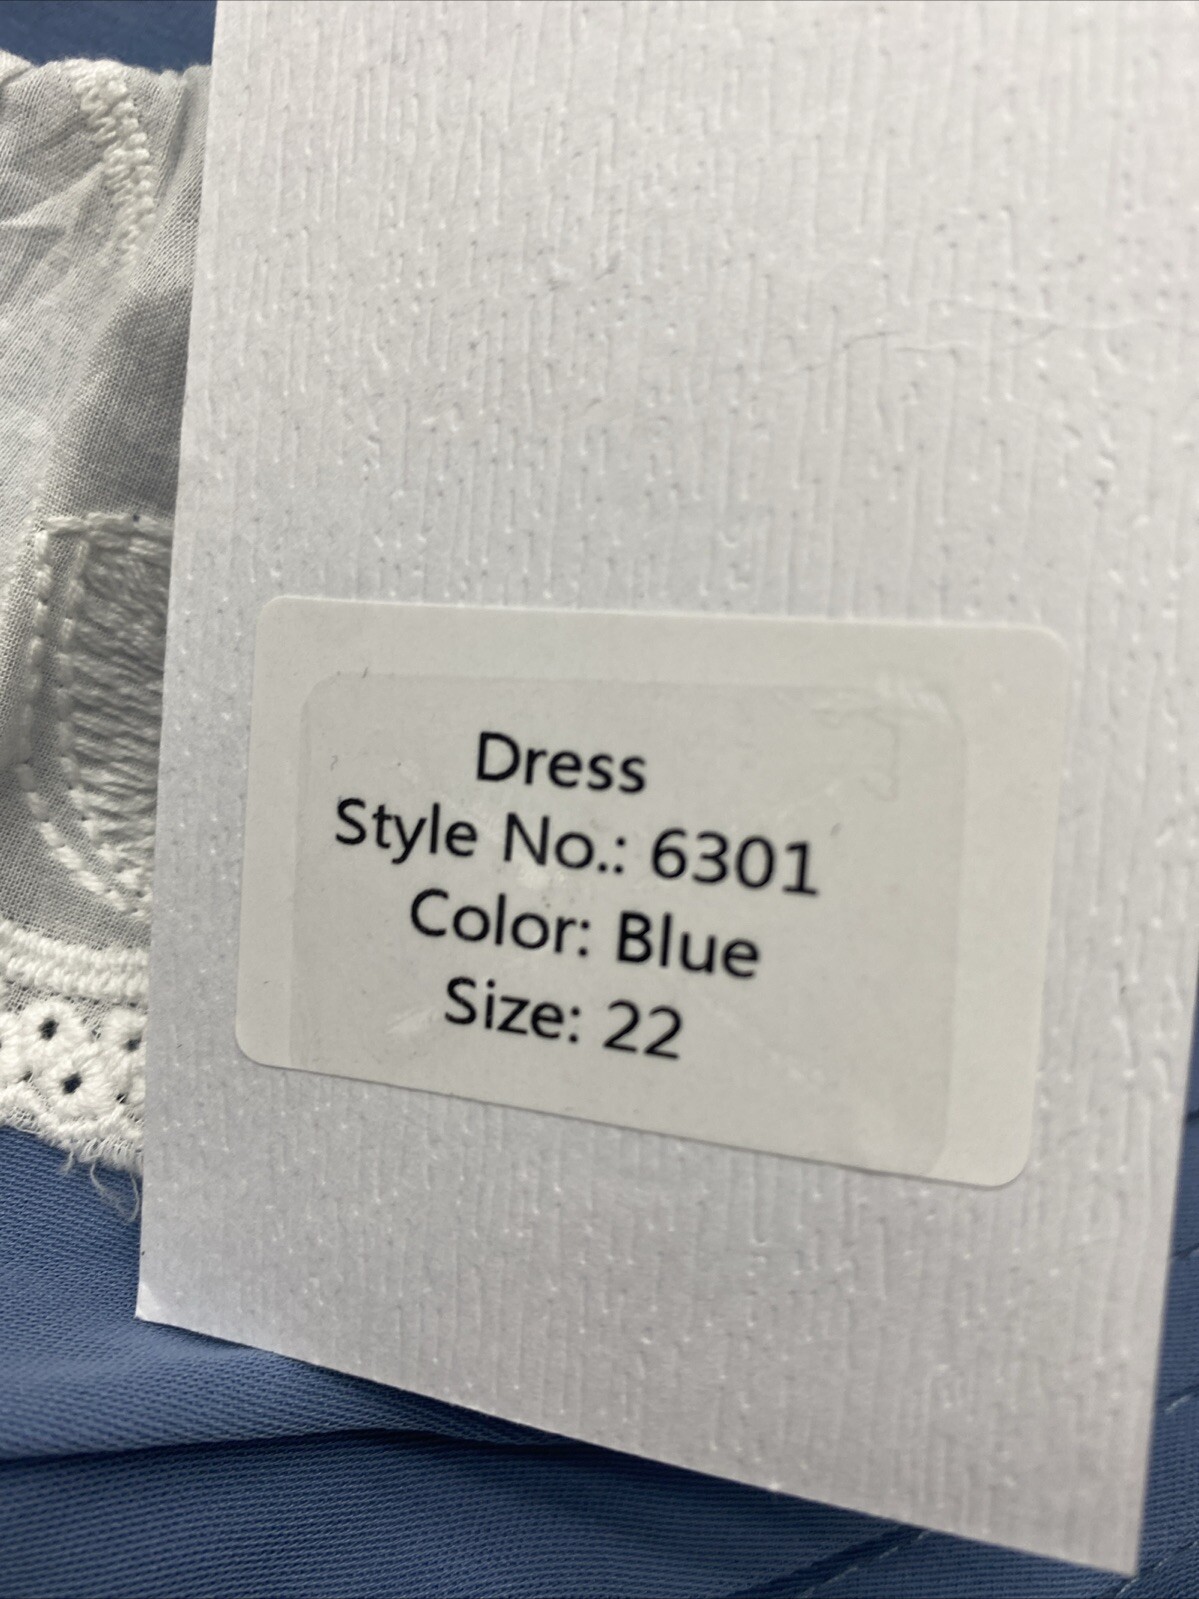 Dress
Style No.: 6301
Color: Blue
Size: 22